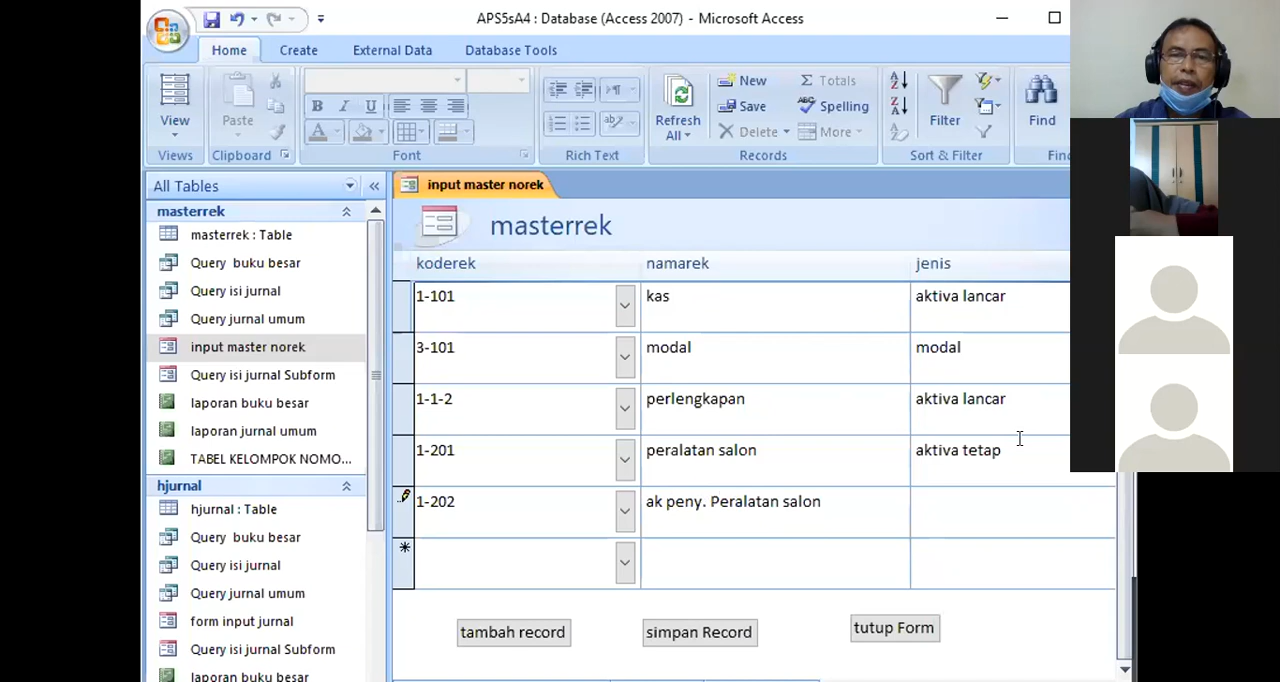 APS5sA4 : Database (Access 2007) - Microsoft Access
Home Create External Data Database Tools
View Paste Refresh All New Save Delete Totals Spelling More Filter Find
Views Clipboard Font Rich Text Records Sort & Filter
All Tables
input master norek
masterrek
masterrek : Table
Query buku besar
Query isi jurnal
Query jurnal umum
input master norek
Query isi jurnal Subform
laporan buku besar
laporan jurnal umum
TABEL KELOMPOK NOMO...
hjurnal
hjurnal : Table
Query buku besar
Query isi jurnal
Query jurnal umum
form input jurnal
Query isi jurnal Subform
laporan buku besar
masterrek
koderek namarek jenis
1-101 kas aktiva lancar
3-101 modal modal
1-1-2 perlengkapan aktiva lancar
1-201 peralatan salon aktiva tetap
1-202 ak peny. Peralatan salon
tambah record simpan Record tutup Form